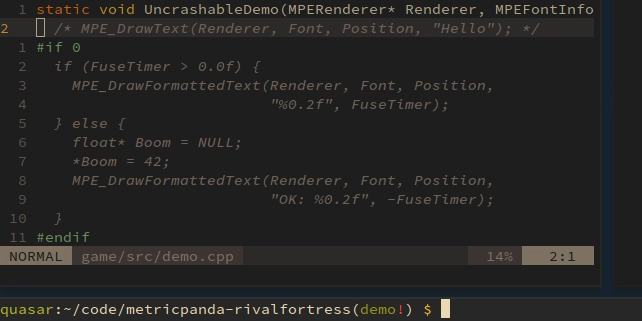 1 static void UncrashableDemo(MPERenderer* Renderer, MPEFontInfo
2 /* MPE_DrawText(Renderer, Font, Position, "Hello"); */
1 #if 0
2 if (FuseTimer > 0.0f) {
3 MPE_DrawFormattedText(Renderer, Font, Position,
4 "%0.2f", FuseTimer);
5 } else {
6 float* Boom = NULL;
7 *Boom = 42;
8 MPE_DrawFormattedText(Renderer, Font, Position,
9 "OK: %0.2f", -FuseTimer);
10 }
11 #endif
NORMAL game/src/demo.cpp 14% 2:1
quasar:~/code/metricpanda-rivalfortress(demo!) $